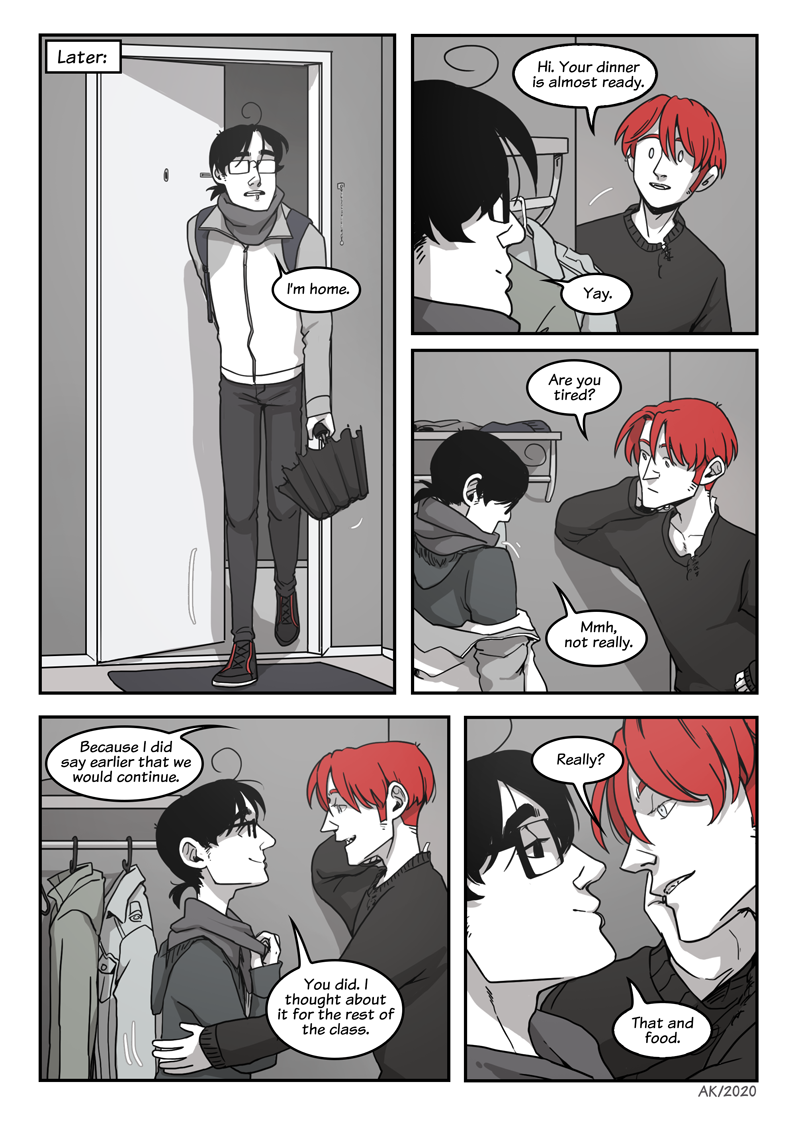 Later:
I'm home.
Hi. Your dinner
is almost ready.
Yay.
Are you
tired?
Mmh,
not really.
Because I did
say earlier that we
would continue.
You did. I
thought about
it for the rest of
the class.
Really?
That and
food.
AK/2020